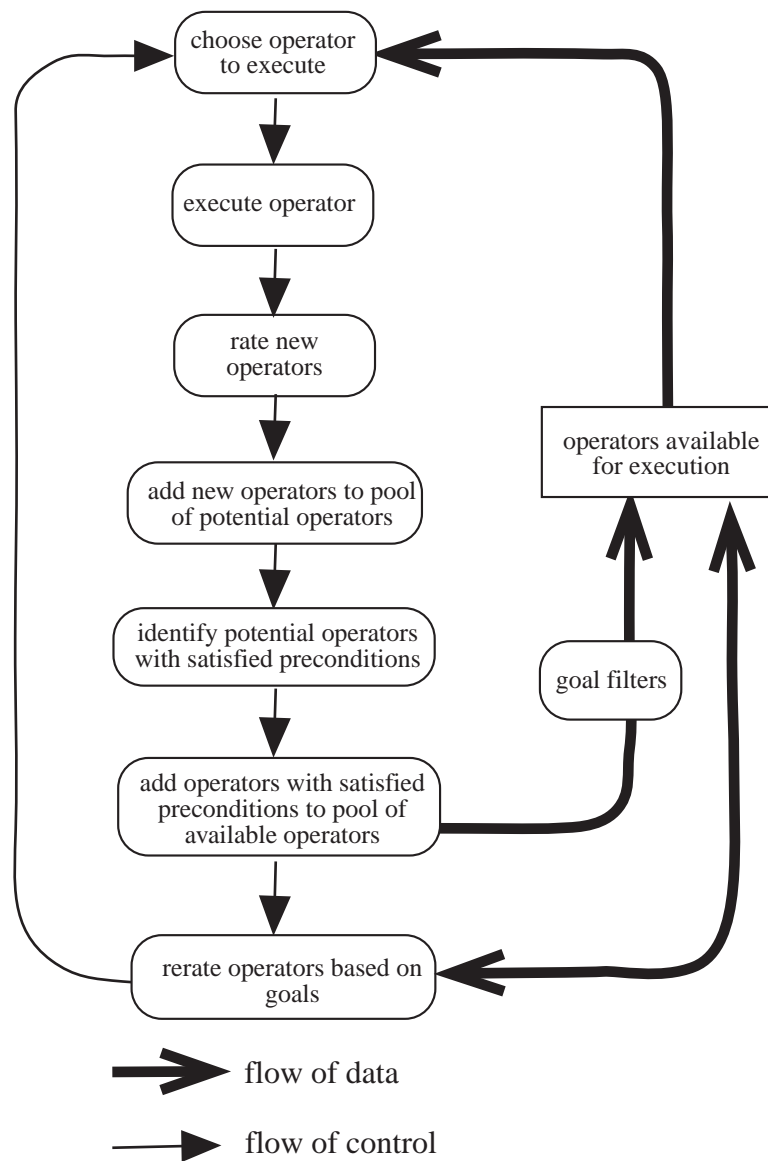 choose operator
to execute
execute operator
rate new
operators
add new operators to pool
of potential operators
operators available
for execution
identify potential operators
with satisfied preconditions
goal filters
add operators with satisfied
preconditions to pool of
available operators
rerate operators based on
goals
flow of data
flow of control